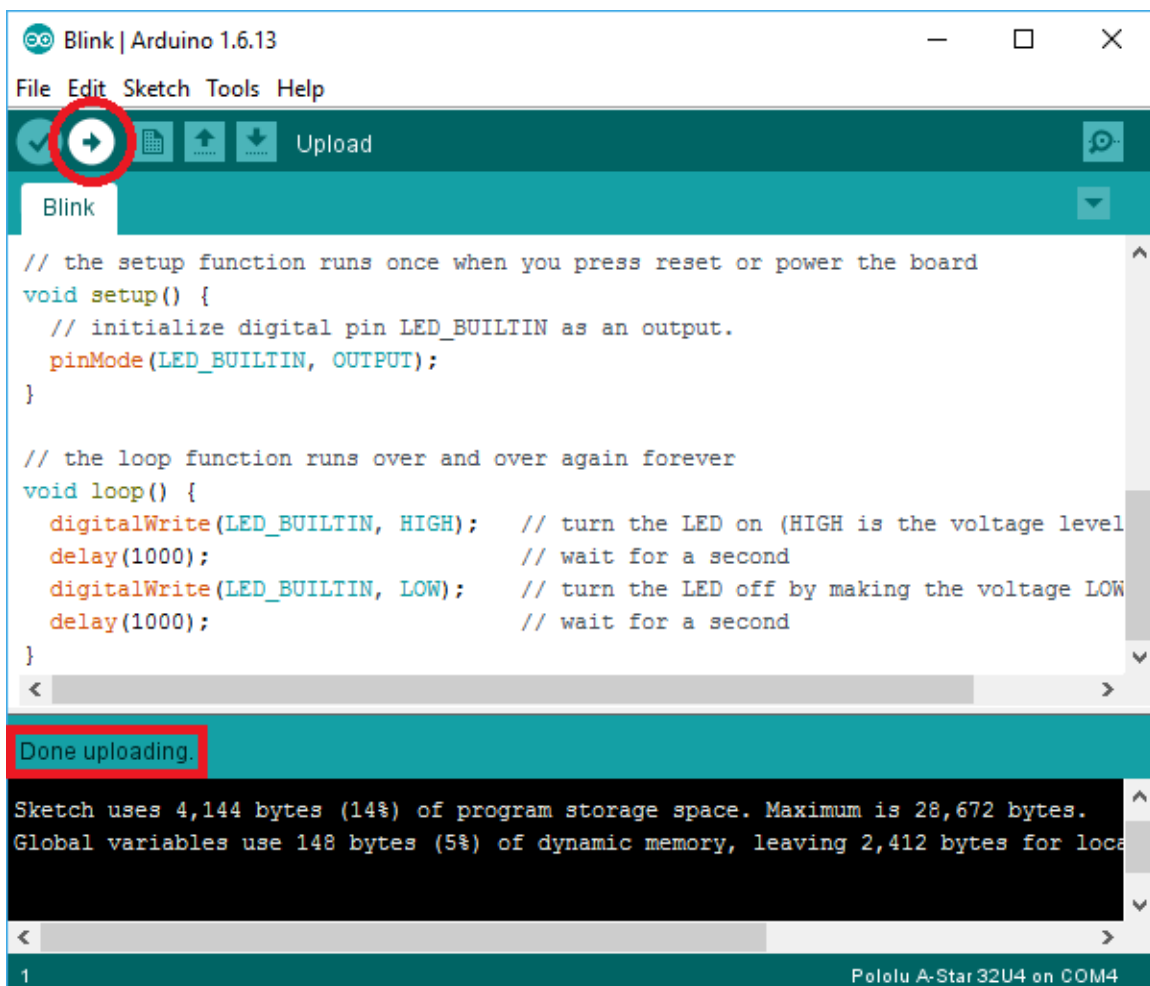 Blink | Arduino 1.6.13
File Edit Sketch Tools Help
Upload
Blink
// the setup function runs once when you press reset or power the board
void setup() {
  // initialize digital pin LED_BUILTIN as an output.
  pinMode(LED_BUILTIN, OUTPUT);
}
// the loop function runs over and over again forever
void loop() {
  digitalWrite(LED_BUILTIN, HIGH);   // turn the LED on (HIGH is the voltage level
  delay(1000);                       // wait for a second
  digitalWrite(LED_BUILTIN, LOW);    // turn the LED off by making the voltage LOW
  delay(1000);                       // wait for a second
}
Done uploading.
Sketch uses 4,144 bytes (14%) of program storage space. Maximum is 28,672 bytes.
Global variables use 148 bytes (5%) of dynamic memory, leaving 2,412 bytes for loca
1 Pololu A-Star 32U4 on COM4